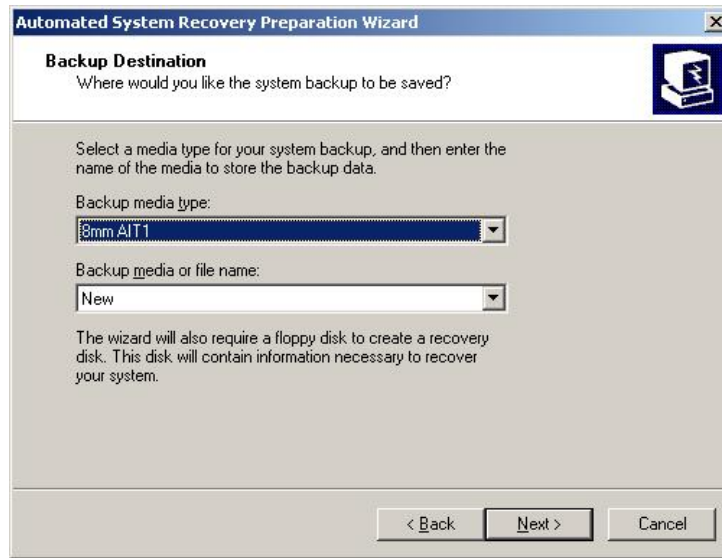 Automated System Recovery Preparation Wizard
Backup Destination
Where would you like the system backup to be saved?
Select a media type for your system backup, and then enter the
name of the media to store the backup data.
Backup media type:
8mm AIT1
Backup media or file name:
New
The wizard will also require a floppy disk to create a recovery
disk. This disk will contain information necessary to recover
your system.
< Back
Next >
Cancel